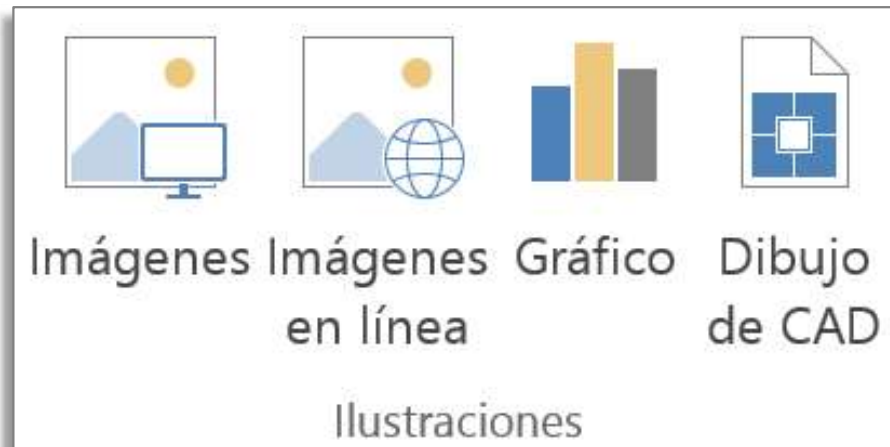 Imágenes Imágenes Gráfico Dibujo
en línea de CAD
Ilustraciones